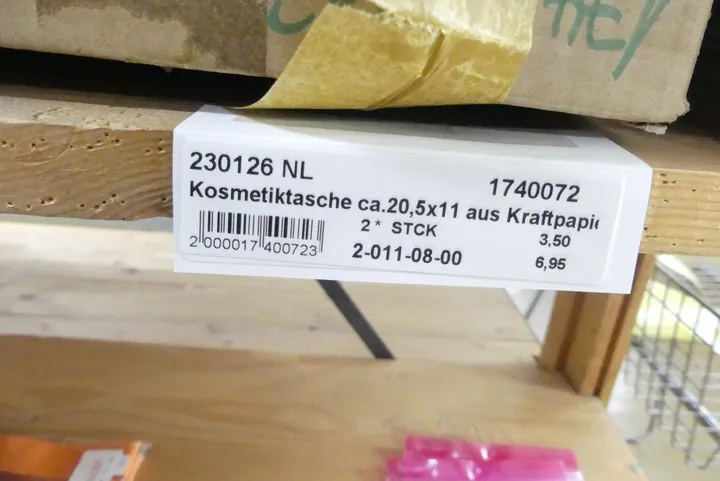 230126 NL 1740072
Kosmetiktasche ca.20,5x11 aus Kraftpapie
2 * STCK 3,50
2 000017 400723 2-011-08-00 6,95